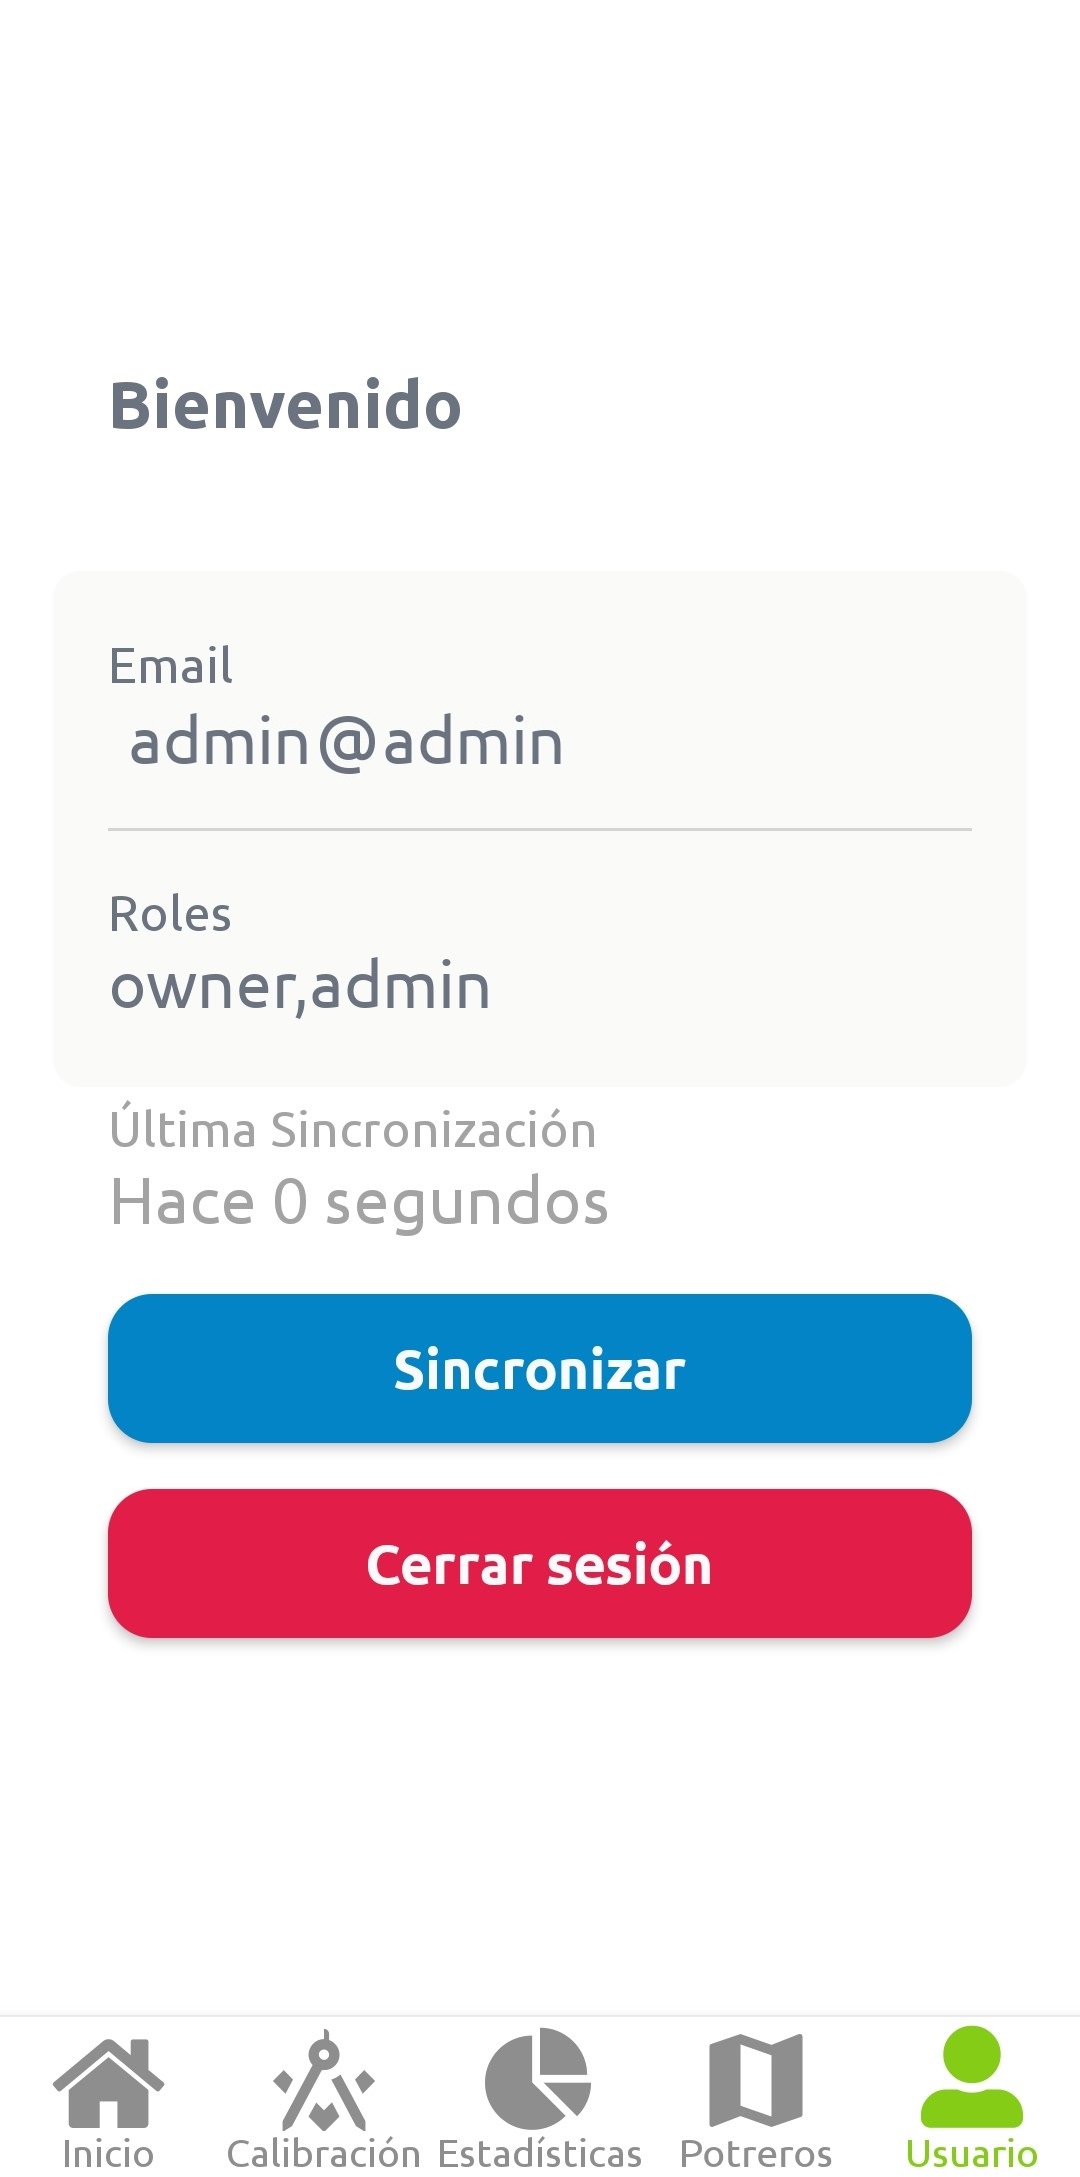 Bienvenido
Email
admin@admin
Roles
owner,admin
Última Sincronización
Hace 0 segundos
Sincronizar
Cerrar sesión
Inicio
Calibración
Estadísticas
Potreros
Usuario